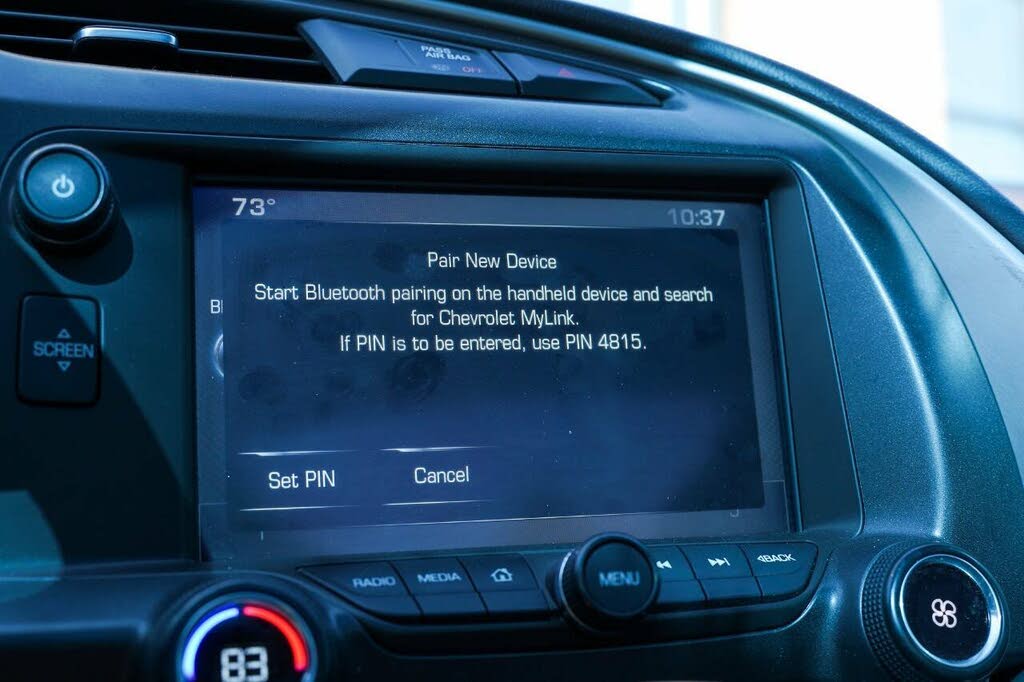 PASS
AIR BAG
OFF
73°
10:37
Pair New Device
Start Bluetooth pairing on the handheld device and search
for Chevrolet MyLink.
If PIN is to be entered, use PIN 4815.
SCREEN
Set PIN Cancel
RADIO MEDIA MENU BACK
83